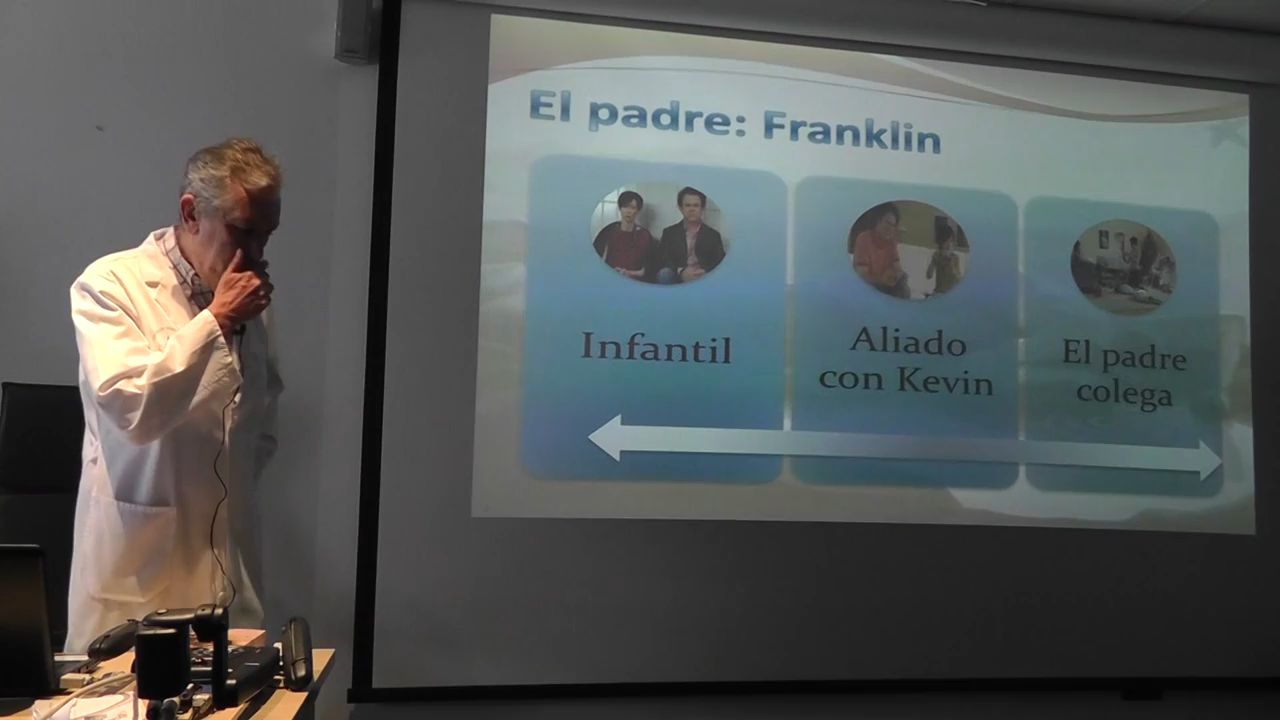 El padre: Franklin
Infantil
Aliado
con Kevin
El padre
colega